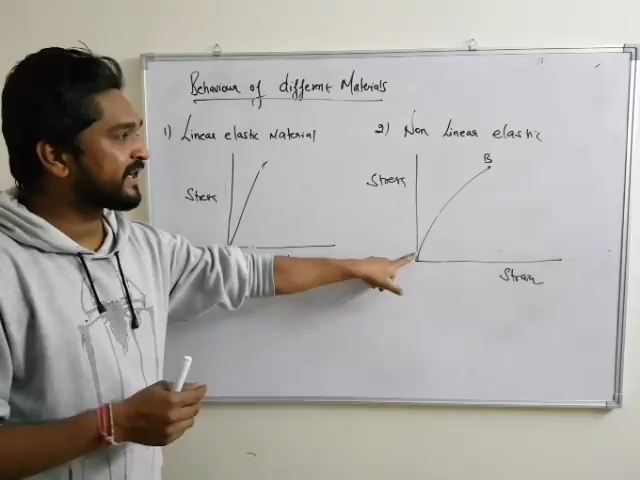 Behaviour of different Materials
1) Linear elastic Material
2) Non Linear elastic
Stress
Stress
B
Strain